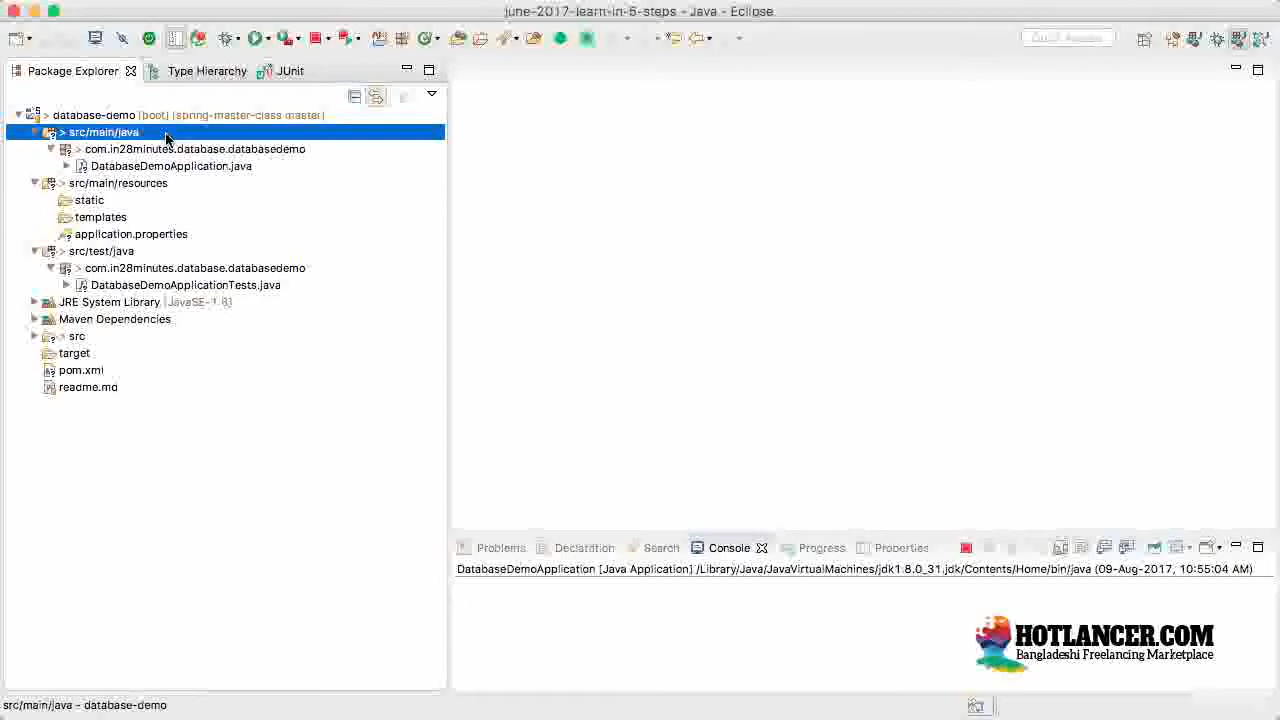 june-2017-learn-in-5-steps - Java - Eclipse
Quick Access
Package Explorer Type Hierarchy JUnit
> database-demo [boot] [spring-master-class master]
> src/main/java
> com.in28minutes.database.databasedemo
DatabaseDemoApplication.java
> src/main/resources
static
templates
application.properties
> src/test/java
> com.in28minutes.database.databasedemo
DatabaseDemoApplicationTests.java
JRE System Library [JavaSE-1.8]
Maven Dependencies
> src
target
pom.xml
readme.md
Problems Declaration Search Console Progress Properties
DatabaseDemoApplication [Java Application] /Library/Java/JavaVirtualMachines/jdk1.8.0_31.jdk/Contents/Home/bin/java (09-Aug-2017, 10:55:04 AM)
HOTLANCER.COM
Bangladeshi Freelancing Marketplace
src/main/java - database-demo